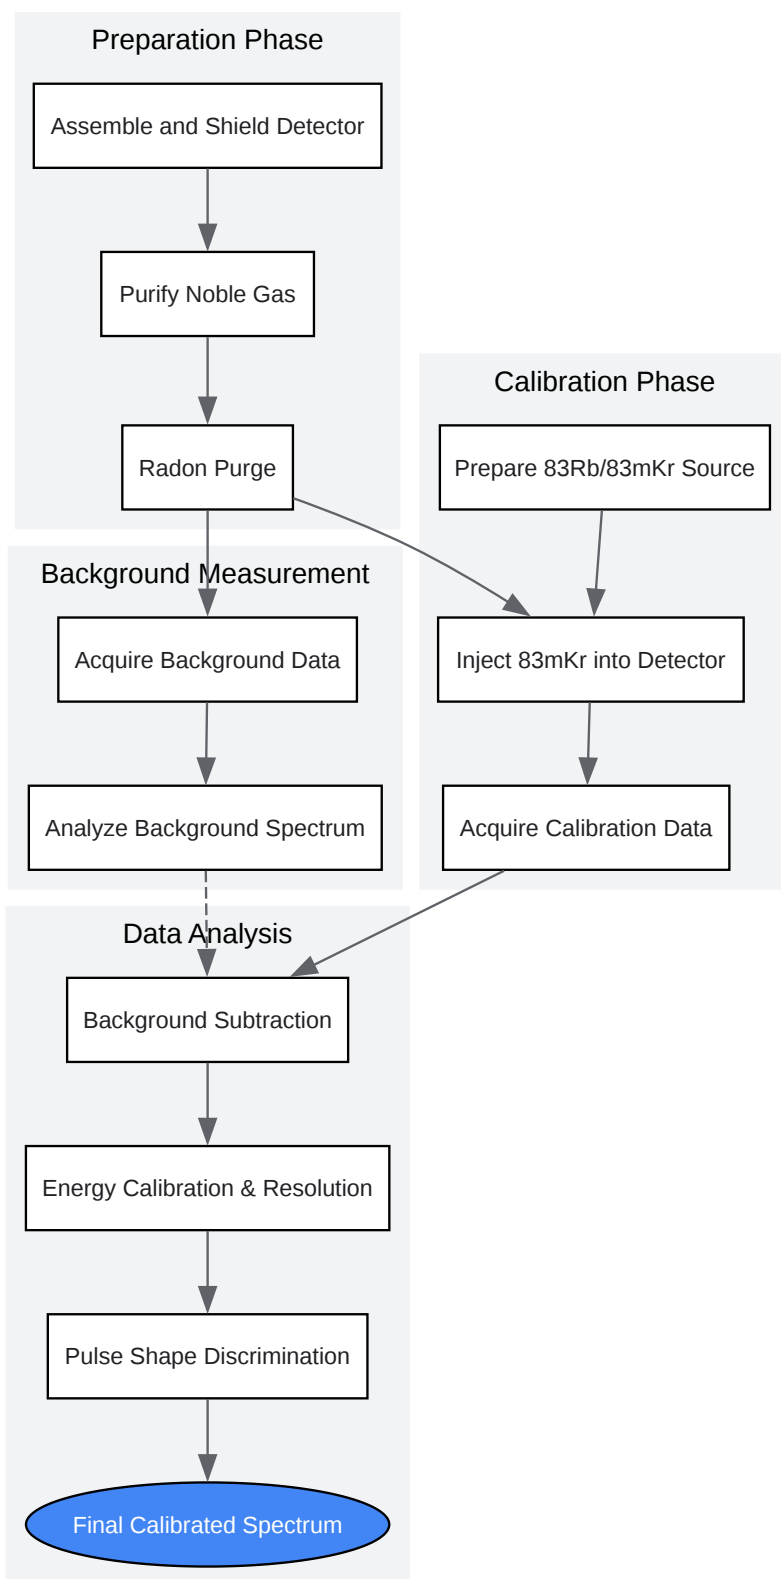 Preparation Phase
Assemble and Shield Detector
Purify Noble Gas
Radon Purge
Calibration Phase
Prepare 83Rb/83mKr Source
Inject 83mKr into Detector
Acquire Calibration Data
Background Measurement
Acquire Background Data
Analyze Background Spectrum
Data Analysis
Background Subtraction
Energy Calibration & Resolution
Pulse Shape Discrimination
Final Calibrated Spectrum